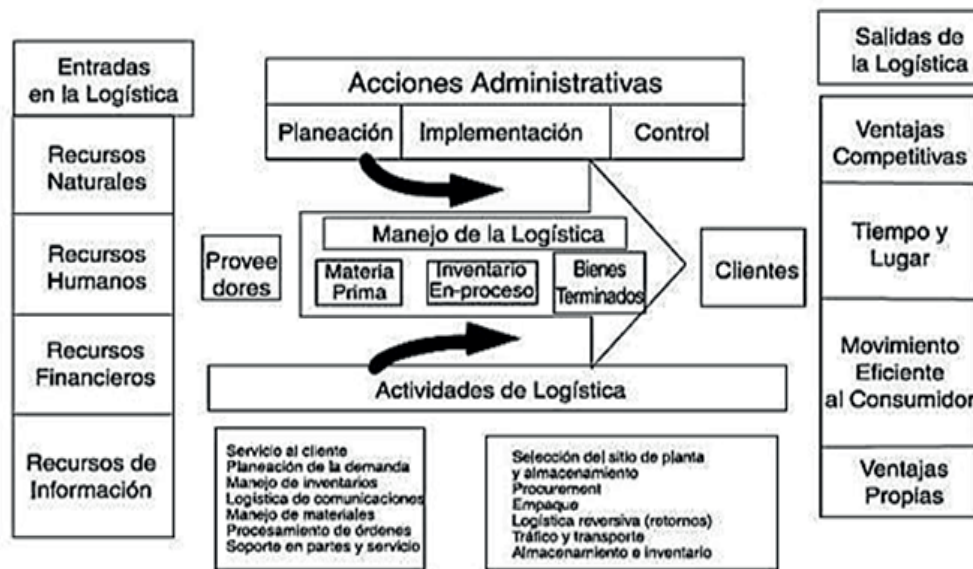 Entradas
en la Logística
Recursos
Naturales
Recursos
Humanos
Recursos
Financieros
Recursos de
Información
Acciones Administrativas
Planeación
Implementación
Control
Provee
dores
Manejo de la Logística
Materia
Prima
Inventario
En-proceso
Bienes
Terminados
Clientes
Actividades de Logística
Servicio al cliente
Planeación de la demanda
Manejo de inventarios
Logística de comunicaciones
Manejo de materiales
Procesamiento de órdenes
Soporte en partes y servicio
Selección del sitio de planta
y almacenamiento
Procurement
Empaque
Logística reversiva (retornos)
Tráfico y transporte
Almacenamiento e inventario
Salidas de
la Logística
Ventajas
Competitivas
Tiempo y
Lugar
Movimiento
Eficiente
al Consumidor
Ventajas
Propias